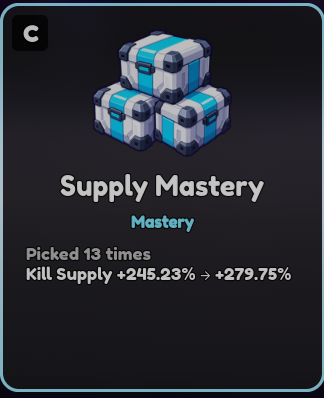 C
Supply Mastery
Mastery
Picked 13 times
Kill Supply +245.23% → +279.75%